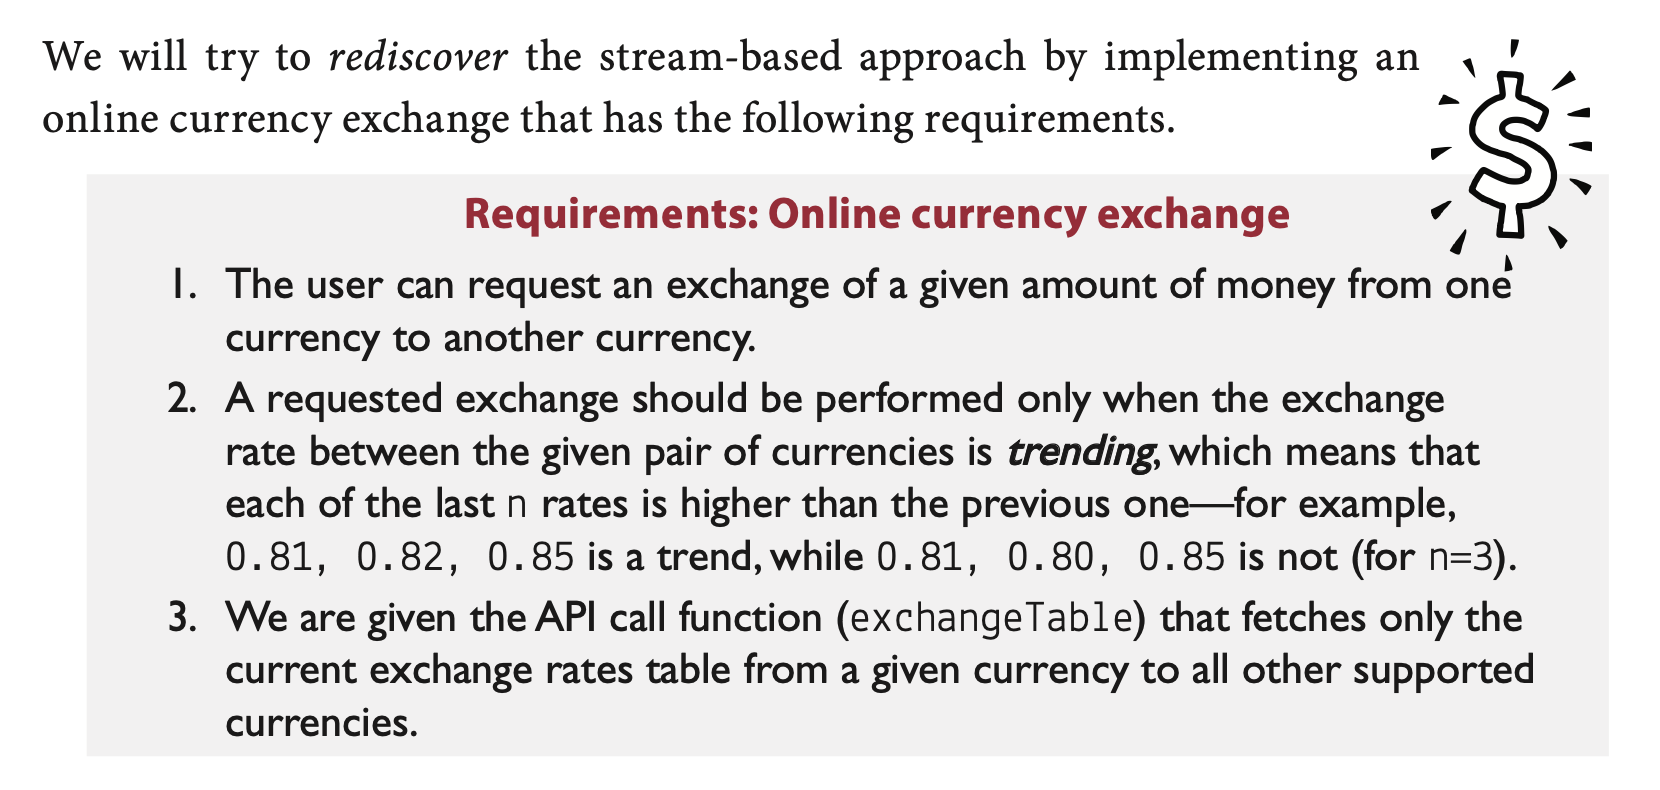 We will try to rediscover the stream-based approach by implementing an
online currency exchange that has the following requirements.
Requirements: Online currency exchange
1. The user can request an exchange of a given amount of money from one
currency to another currency.
2. A requested exchange should be performed only when the exchange
rate between the given pair of currencies is trending, which means that
each of the last n rates is higher than the previous one—for example,
0.81, 0.82, 0.85 is a trend, while 0.81, 0.80, 0.85 is not (for n=3).
3. We are given the API call function (exchangeTable) that fetches only the
current exchange rates table from a given currency to all other supported
currencies.